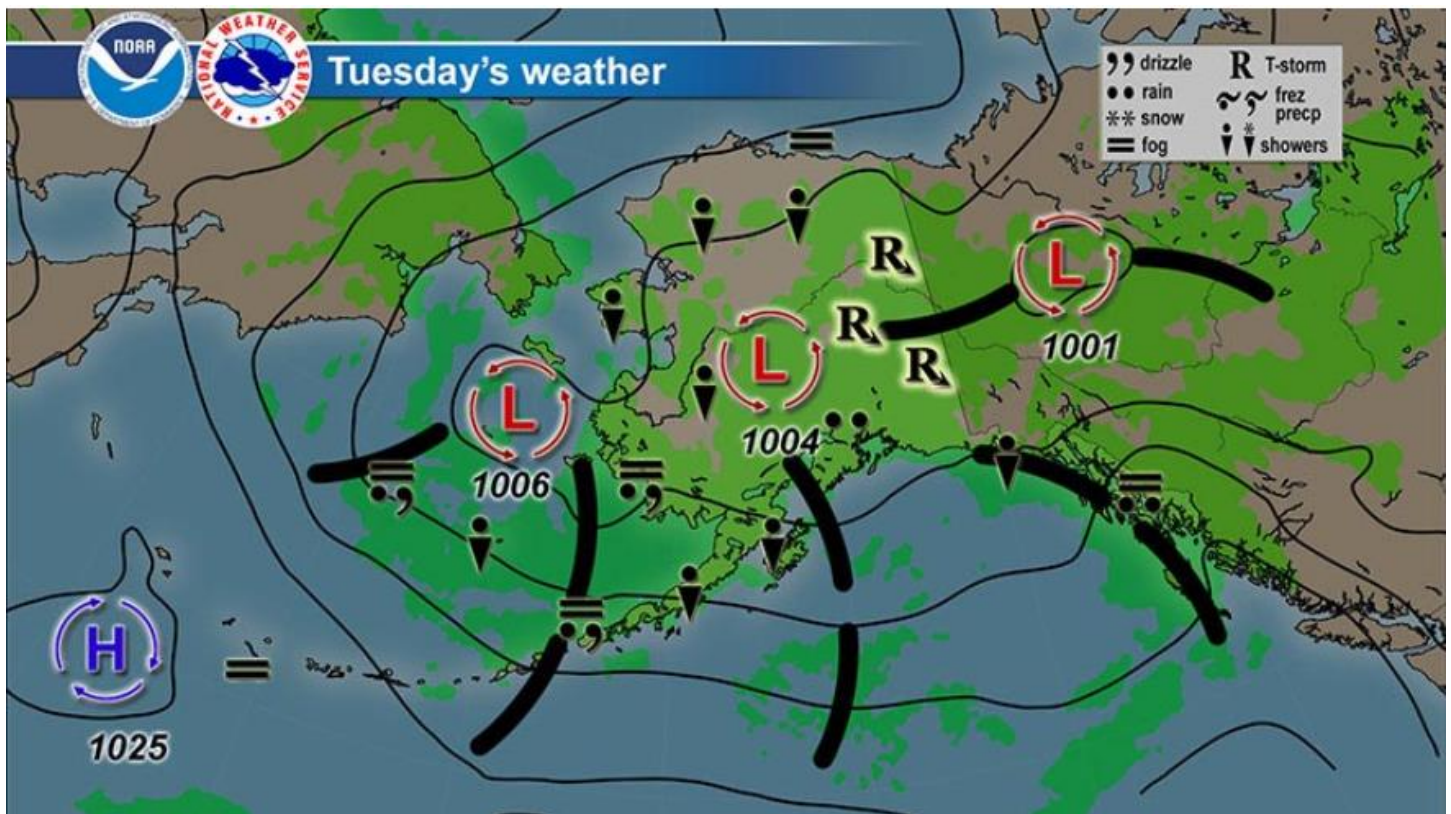 NOAA
NATIONAL WEATHER SERVICE
Tuesday's weather
drizzle
R T-storm
rain
frez precp
snow
fog
showers
R
R
R
L
1001
L
1004
L
1006
H
1025